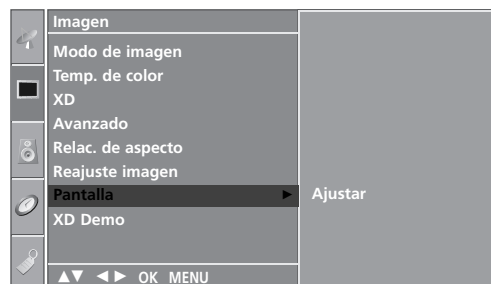 Imagen
Modo de imagen
Temp. de color
XD
Avanzado
Relac. de aspecto
Reajuste imagen
Pantalla ► Ajustar
XD Demo
▲▼ ◄► OK MENU